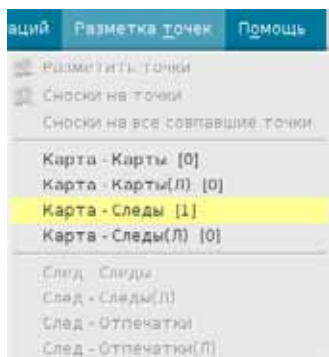 аций Разметка точек Помощь
Разметить точки
Сноски на точки
Сноски на все совпавшие точки
Карта - Карты [0]
Карта - Карты(Л) [0]
Карта - Следы [1]
Карта - Следы(Л) [0]
След - Следы
След - Следы(Л)
След - Отпечатки
След - Отпечатки(Л)